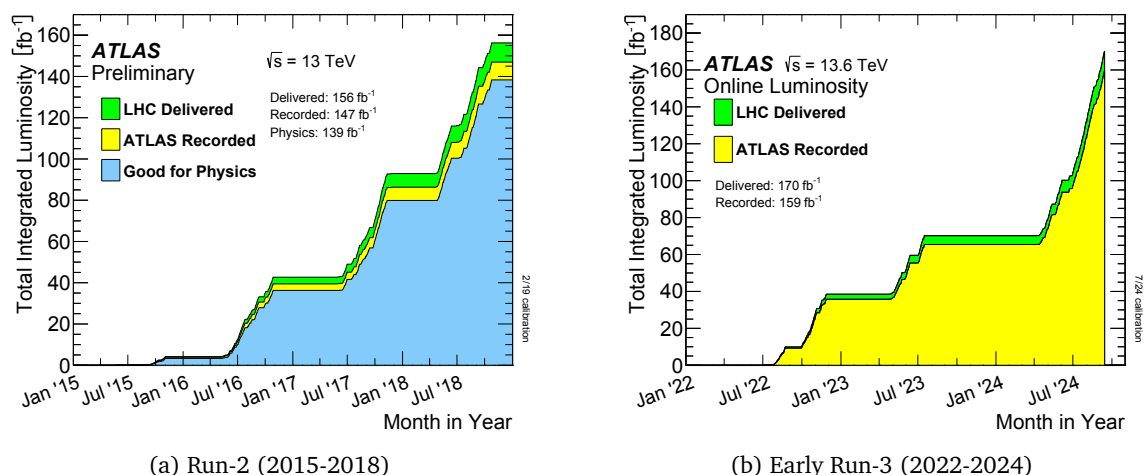 Total Integrated Luminosity [fb⁻¹]
160
140
120
100
80
60
40
20
0
ATLAS
Preliminary
√s = 13 TeV
Delivered: 156 fb⁻¹
Recorded: 147 fb⁻¹
Physics: 139 fb⁻¹
LHC Delivered
ATLAS Recorded
Good for Physics
2/19 calibration
Jan '15
Jul '15
Jan '16
Jul '16
Jan '17
Jul '17
Jan '18
Jul '18
Month in Year
(a) Run-2 (2015-2018)
Total Integrated Luminosity [fb⁻¹]
180
160
140
120
100
80
60
40
20
0
ATLAS √s = 13.6 TeV
Online Luminosity
LHC Delivered
ATLAS Recorded
Delivered: 170 fb⁻¹
Recorded: 159 fb⁻¹
7/24 calibration
Jan '22
Jul '22
Jan '23
Jul '23
Jan '24
Jul '24
Month in Year
(b) Early Run-3 (2022-2024)